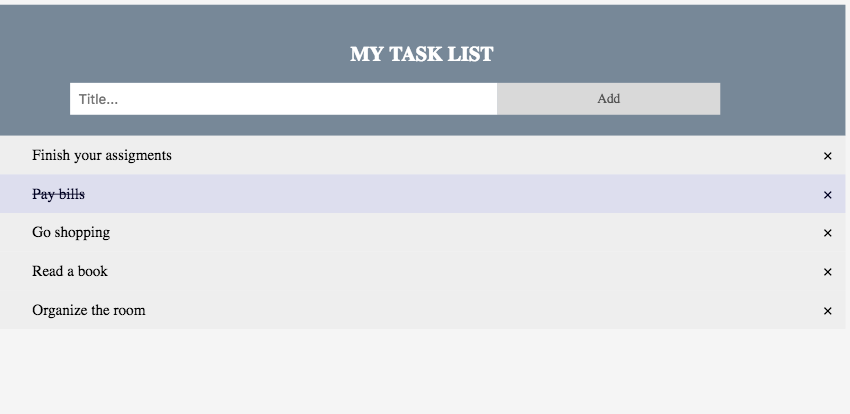 MY TASK LIST
Title... Add
Finish your assigments ×
Pay bills ×
Go shopping ×
Read a book ×
Organize the room ×